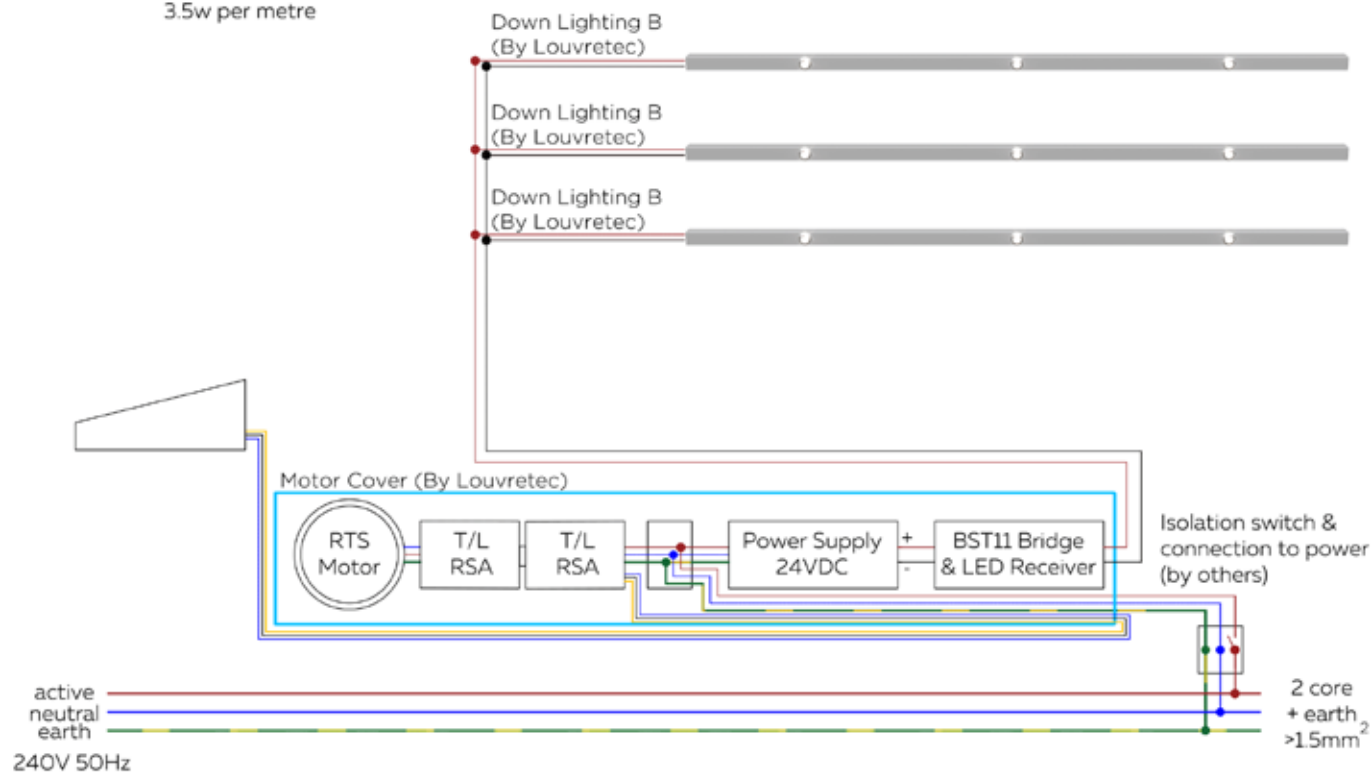 3.5w per metre
Down Lighting B
(By Louvretec)
Down Lighting B
(By Louvretec)
Down Lighting B
(By Louvretec)
Motor Cover (By Louvretec)
RTS
Motor
T/L
RSA
T/L
RSA
Power Supply
24VDC
+
-
BST11 Bridge
& LED Receiver
Isolation switch &
connection to power
(by others)
active
neutral
earth
240V 50Hz
2 core
+ earth
>1.5mm²